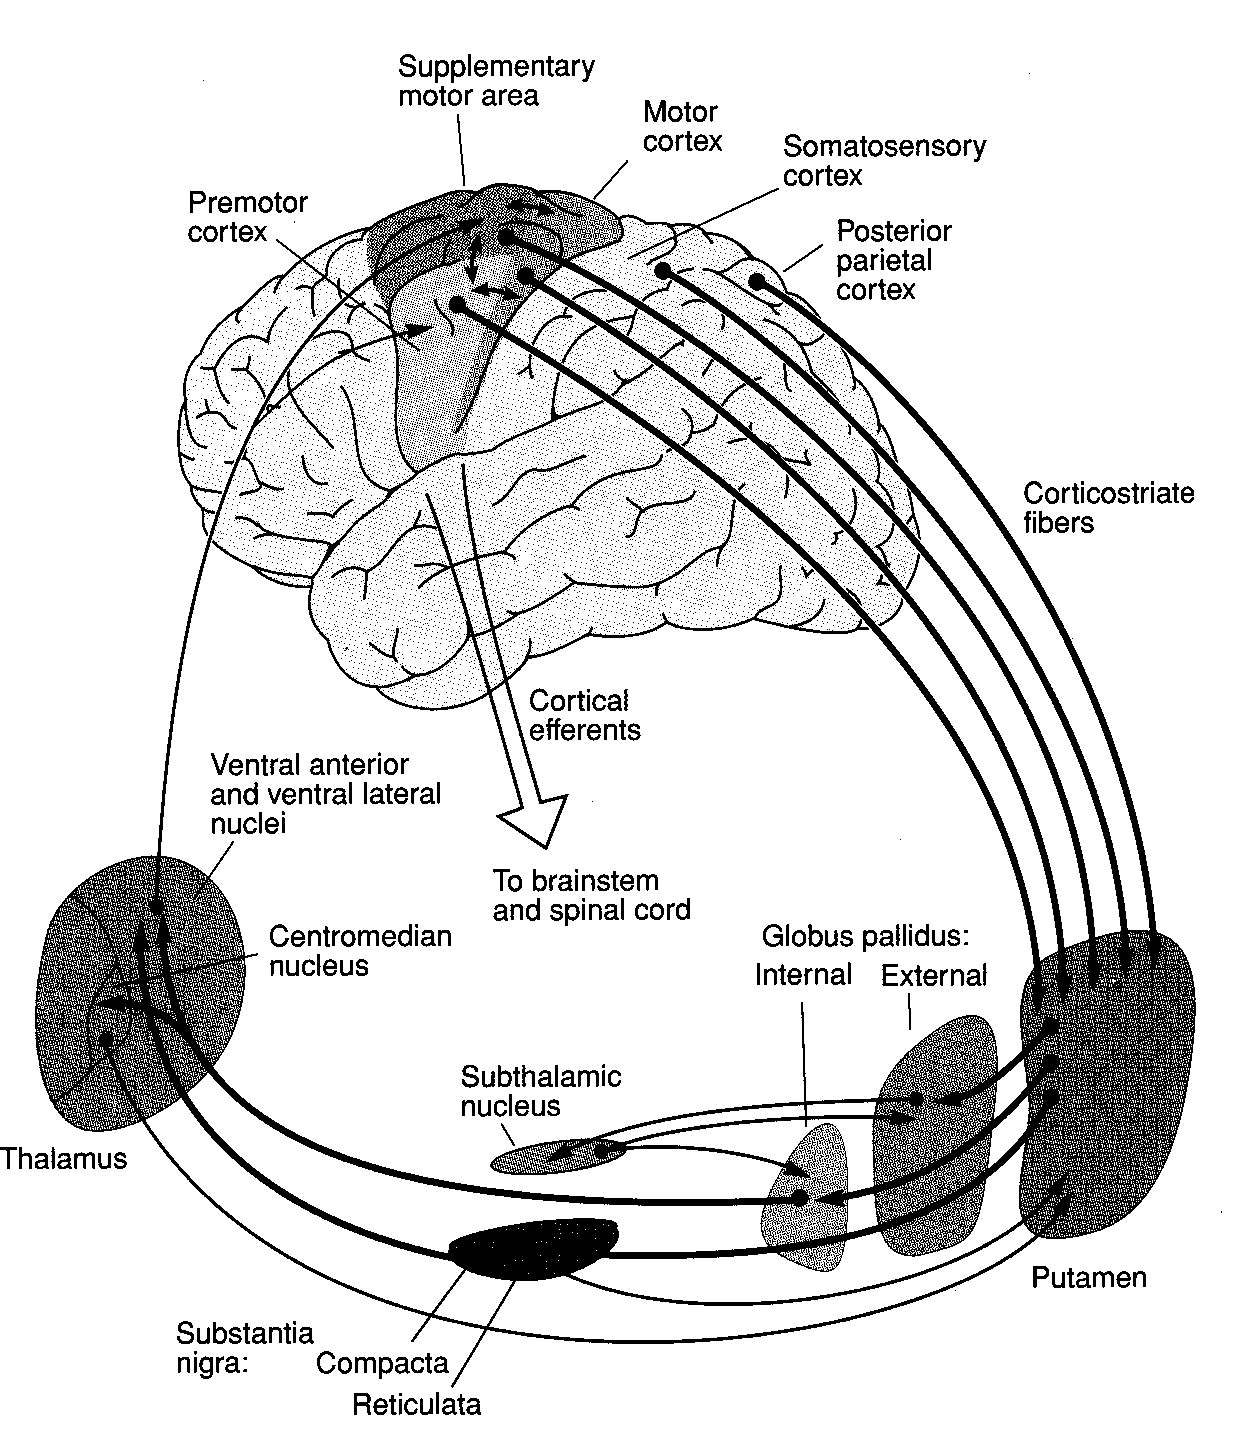 Supplementary
motor area
Motor
cortex
Somatosensory
cortex
Premotor
cortex
Posterior
parietal
cortex
Corticostriate
fibers
Cortical
efferents
Ventral anterior
and ventral lateral
nuclei
To brainstem
and spinal cord
Centromedian
nucleus
Globus pallidus:
Internal External
Subthalamic
nucleus
Thalamus
Putamen
Substantia
nigra: Compacta
Reticulata